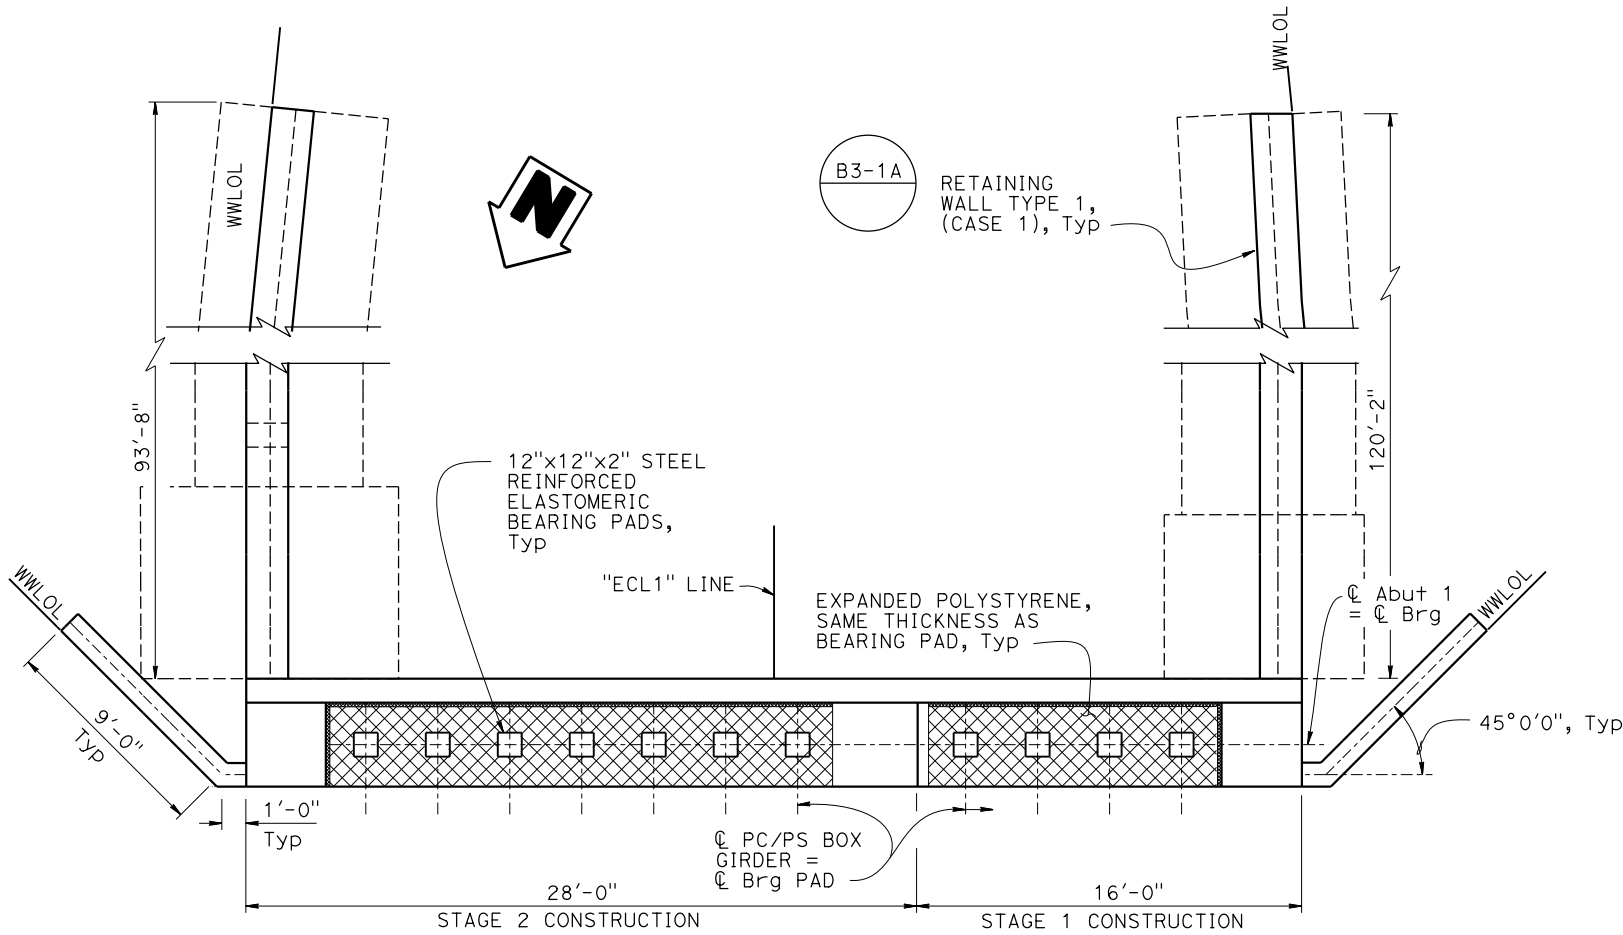 WWLOL
WWLOL
WWLOL
N
B3-1A
RETAINING
WALL TYPE 1,
(CASE 1), Typ
93'-8"
120'-2"
12"x12"x2" STEEL
REINFORCED
ELASTOMERIC
BEARING PADS,
Typ
"ECL1" LINE
EXPANDED POLYSTYRENE,
SAME THICKNESS AS
BEARING PAD, Typ
℄ Abut 1
= ℄ Brg
WWLOL
WWLOL
9'-0"
Typ
45°0'0", Typ
1'-0"
Typ
℄ PC/PS BOX
GIRDER =
℄ Brg PAD
28'-0"
STAGE 2 CONSTRUCTION
16'-0"
STAGE 1 CONSTRUCTION